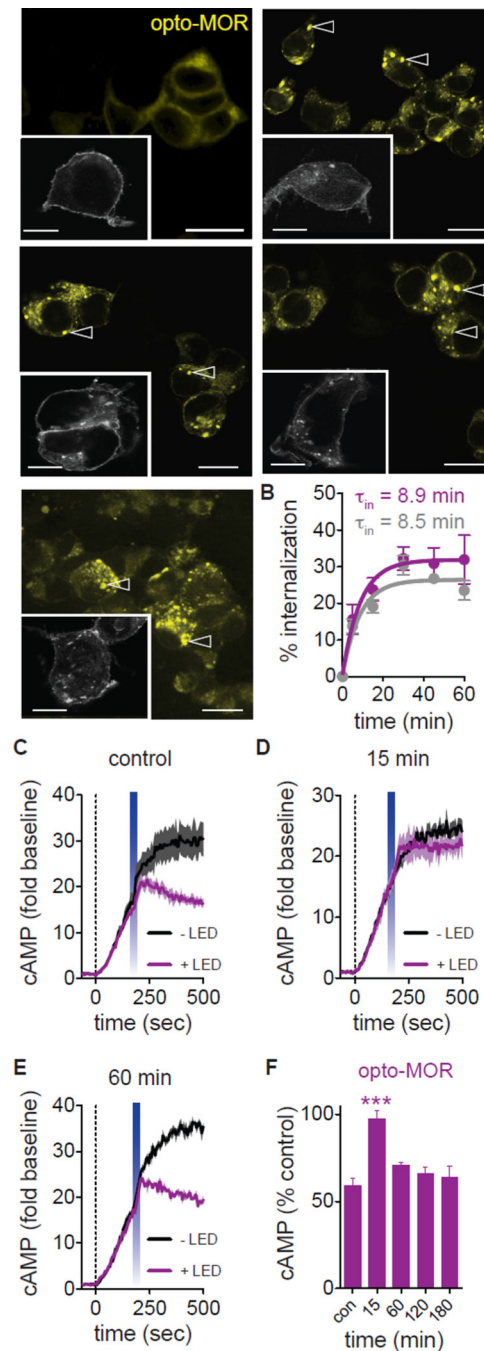 opto-MOR
B
τin = 8.9 min
τin = 8.5 min
50
40
30
20
10
0
% internalization
0 20 40 60
time (min)
C control
40
30
20
10
0
cAMP (fold baseline)
- LED
+ LED
0 250 500
time (sec)
D 15 min
30
20
10
0
cAMP (fold baseline)
- LED
+ LED
0 250 500
time (sec)
E 60 min
40
30
20
10
0
cAMP (fold baseline)
- LED
+ LED
0 250 500
time (sec)
F opto-MOR
***
100
50
0
cAMP (% control)
con 15 60 120 180
time (min)